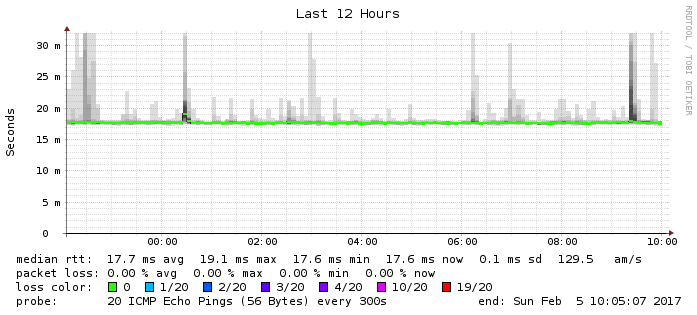 Last 12 Hours
RRDTOOL / TOBI OETIKER
Seconds
30 m
25 m
20 m
15 m
10 m
5 m
0
00:00 02:00 04:00 06:00 08:00 10:00
median rtt: 17.7 ms avg 19.1 ms max 17.6 ms min 17.6 ms now 0.1 ms sd 129.5 am/s
packet loss: 0.00 % avg 0.00 % max 0.00 % min 0.00 % now
loss color: 0 1/20 2/20 3/20 4/20 10/20 19/20
probe: 20 ICMP Echo Pings (56 Bytes) every 300s end: Sun Feb 5 10:05:07 2017